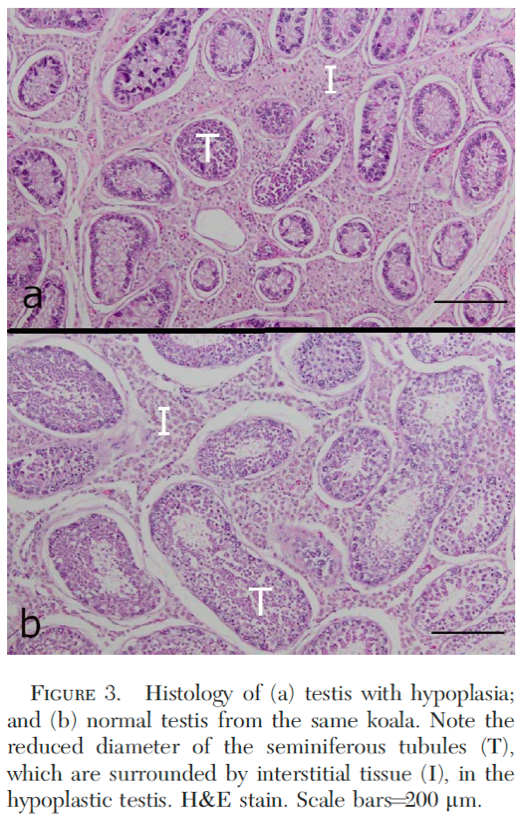 I
T
a
I
T
b
FIGURE 3. Histology of (a) testis with hypoplasia;
and (b) normal testis from the same koala. Note the
reduced diameter of the seminiferous tubules (T),
which are surrounded by interstitial tissue (I), in the
hypoplastic testis. H&E stain. Scale bars=200 μm.